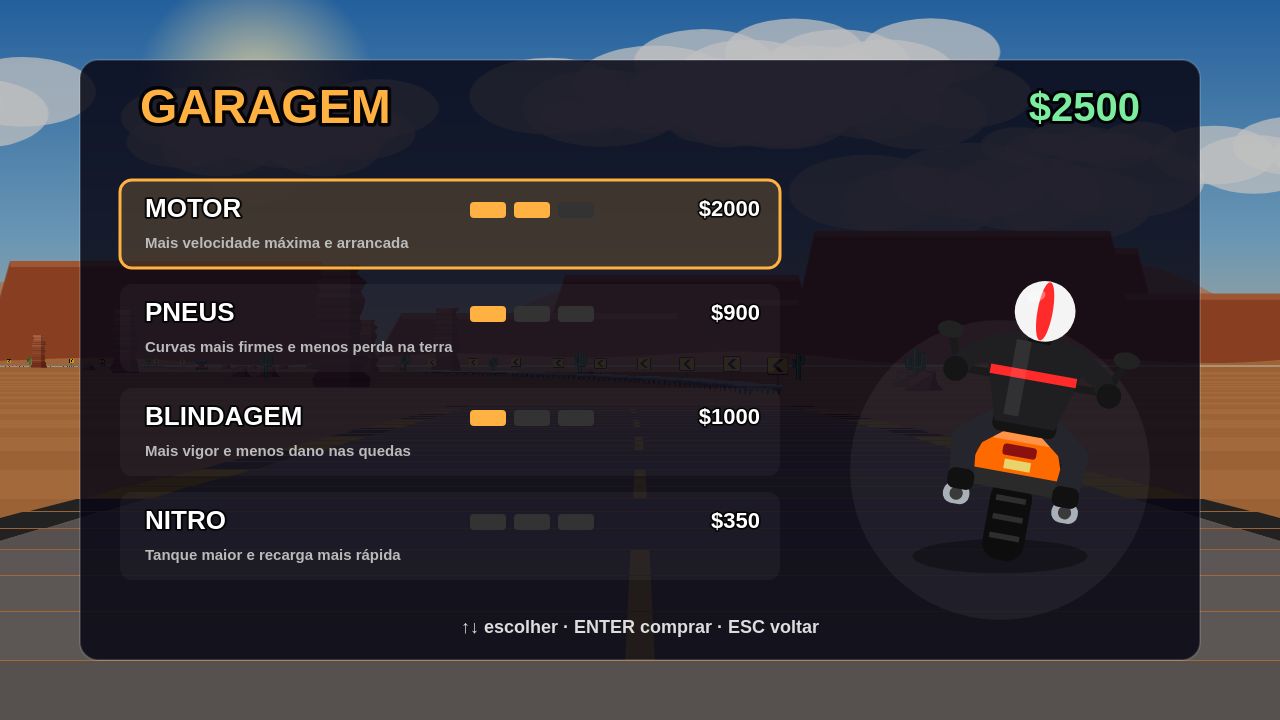 GARAGEM
$2500
MOTOR
$2000
Mais velocidade máxima e arrancada
PNEUS
$900
Curvas mais firmes e menos perda na terra
BLINDAGEM
$1000
Mais vigor e menos dano nas quedas
NITRO
$350
Tanque maior e recarga mais rápida
↑↓ escolher · ENTER comprar · ESC voltar